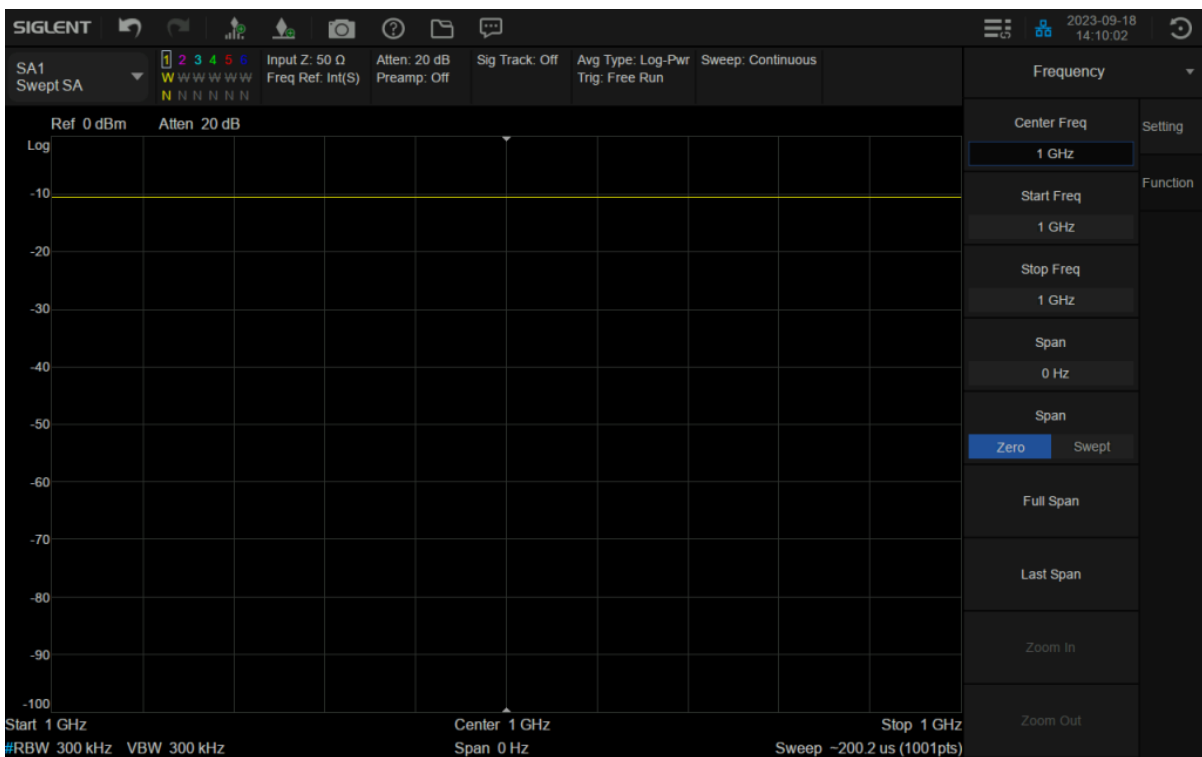 SIGLENT
2023-09-18
14:10:02
SA1
Swept SA
1 2 3 4 5 6
W W W W W W
N N N N N N
Input Z: 50 Ω
Freq Ref: Int(S)
Atten: 20 dB
Preamp: Off
Sig Track: Off
Avg Type: Log-Pwr
Trig: Free Run
Sweep: Continuous
Frequency
Ref 0 dBm Atten 20 dB
Log
-10
-20
-30
-40
-50
-60
-70
-80
-90
-100
Start 1 GHz Center 1 GHz Stop 1 GHz
#RBW 300 kHz VBW 300 kHz Span 0 Hz Sweep ~200.2 us (1001pts)
Center Freq
1 GHz
Start Freq
1 GHz
Stop Freq
1 GHz
Span
0 Hz
Span
Zero Swept
Full Span
Last Span
Zoom In
Zoom Out
Setting
Function